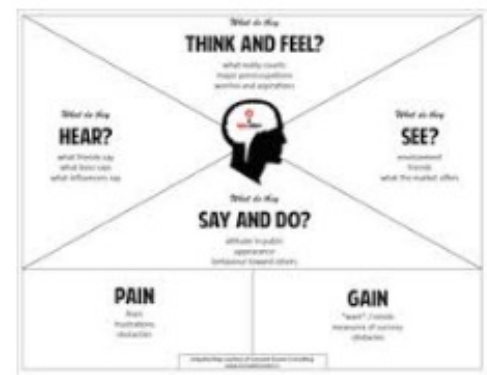 What do they
THINK AND FEEL?
what really counts
major preoccupations
worries and aspirations
What do they
HEAR?
what friends say
what boss says
what influencers say
What do they
SEE?
environment
friends
what the market offers
What do they
SAY AND DO?
attitude in public
appearance
behaviour toward others
PAIN
fears
frustrations
obstacles
GAIN
"wants" / needs
measures of success
obstacles